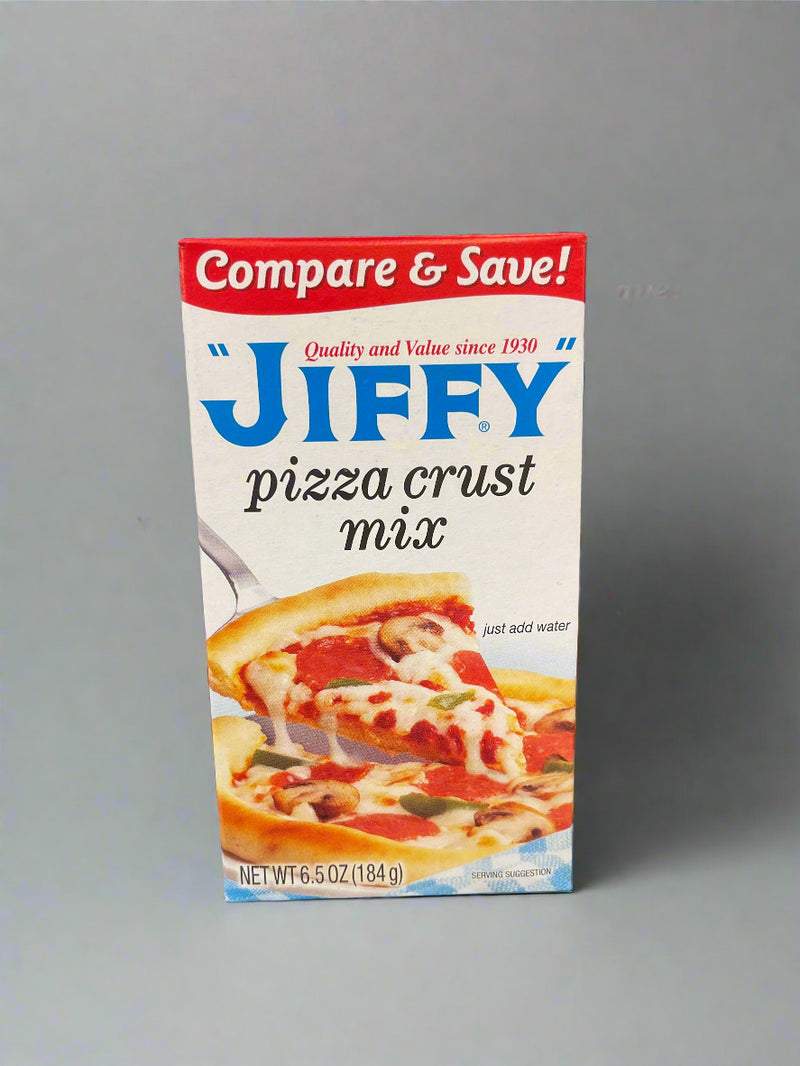 Compare & Save!
Quality and Value since 1930
"JIFFY"®
pizza crust
mix
just add water
NET WT 6.5 OZ (184 g)
SERVING SUGGESTION